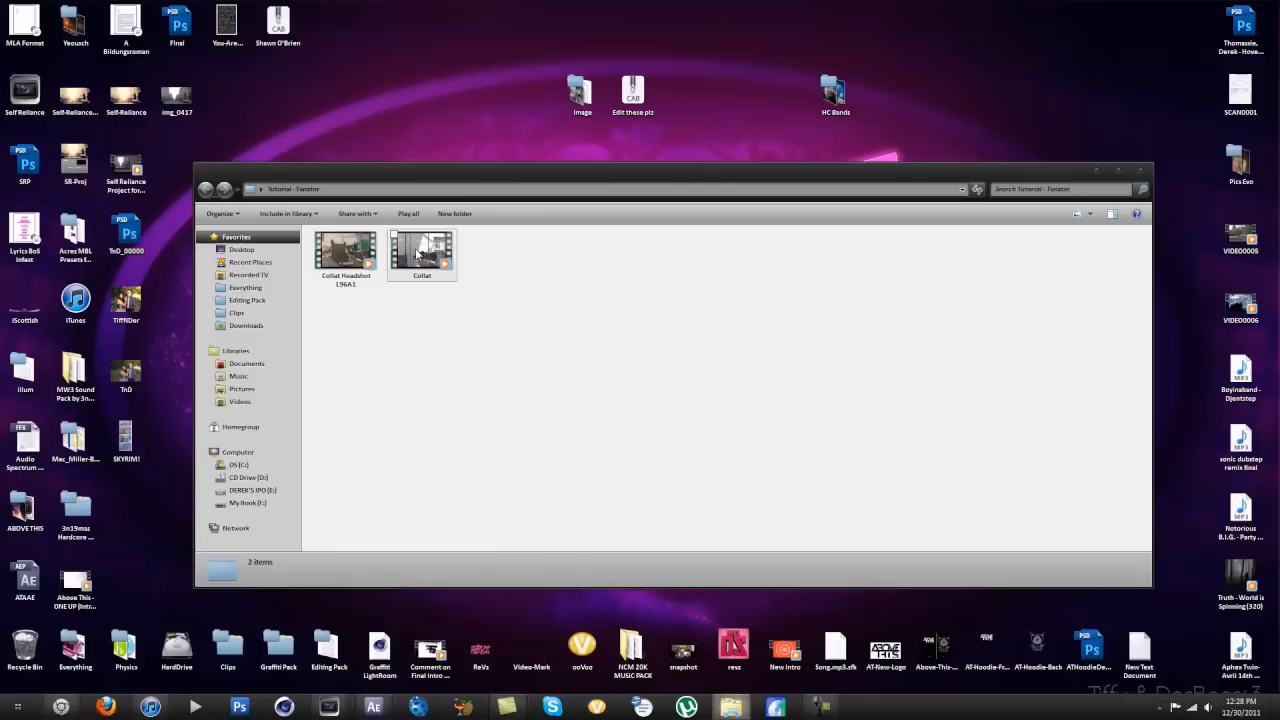 MLA Format
Yeousch
A
Bildungsroman
Final
You-Are...
Shawn O'Brien
Thomassie,
Derek - Hove...
Self Reliance
Self-Reliance...
Self-Reliance
img_0417
Image
Edit these plz
HC Bands
SCAN0001
SRP
SR-Proj
Self Reliance
Project for...
Pics Evo
Tutorial - Twixtor
Search Tutorial - Twixtor
Organize
Include in library
Share with
Play all
New folder
Favorites
Desktop
Recent Places
Recorded TV
Everything
Editing Pack
Clips
Downloads
Libraries
Documents
Music
Pictures
Videos
Homegroup
Computer
OS (C:)
CD Drive (D:)
DEREK'S IPO (E:)
My Book (F:)
Network
Collat Headshot
L96A1
Collat
2 items
Lyrics BoS
Infest
Acrez MBL
Presets f...
TnD_00000
VIDEO0005
iScottish
iTunes
TiffNDer
VIDEO0006
illum
MW3 Sound
Pack by 3n...
TnD
Boyinaband -
Djentstep
Audio
Spectrum ...
Mac_Miller-B...
SKYRIM!
sonic dubstep
remix final
ABOVE THIS
3n19mas
Hardcore ...
Notorious
B.I.G. - Party ...
ATAAE
Above This -
ONE UP (Intr...
Truth - World is
Spinning (320)
Recycle Bin
Everything
Physics
HardDrive
Clips
Graffiti Pack
Editing Pack
Graffiti
LightRoom
Comment on
Final Intro ...
ReVz
Video-Mark
ooVoo
NCM 20K
MUSIC PACK
snapshot
revz
New Intro
Song.mp3.sfk
AT-New-Logo
Above-This-...
AT-Hoodie-Fr...
AT-Hoodie-Back
ATHoodieDe...
New Text
Document
Aphex Twin-
Avril 14th ...
12:28 PM
12/30/2011